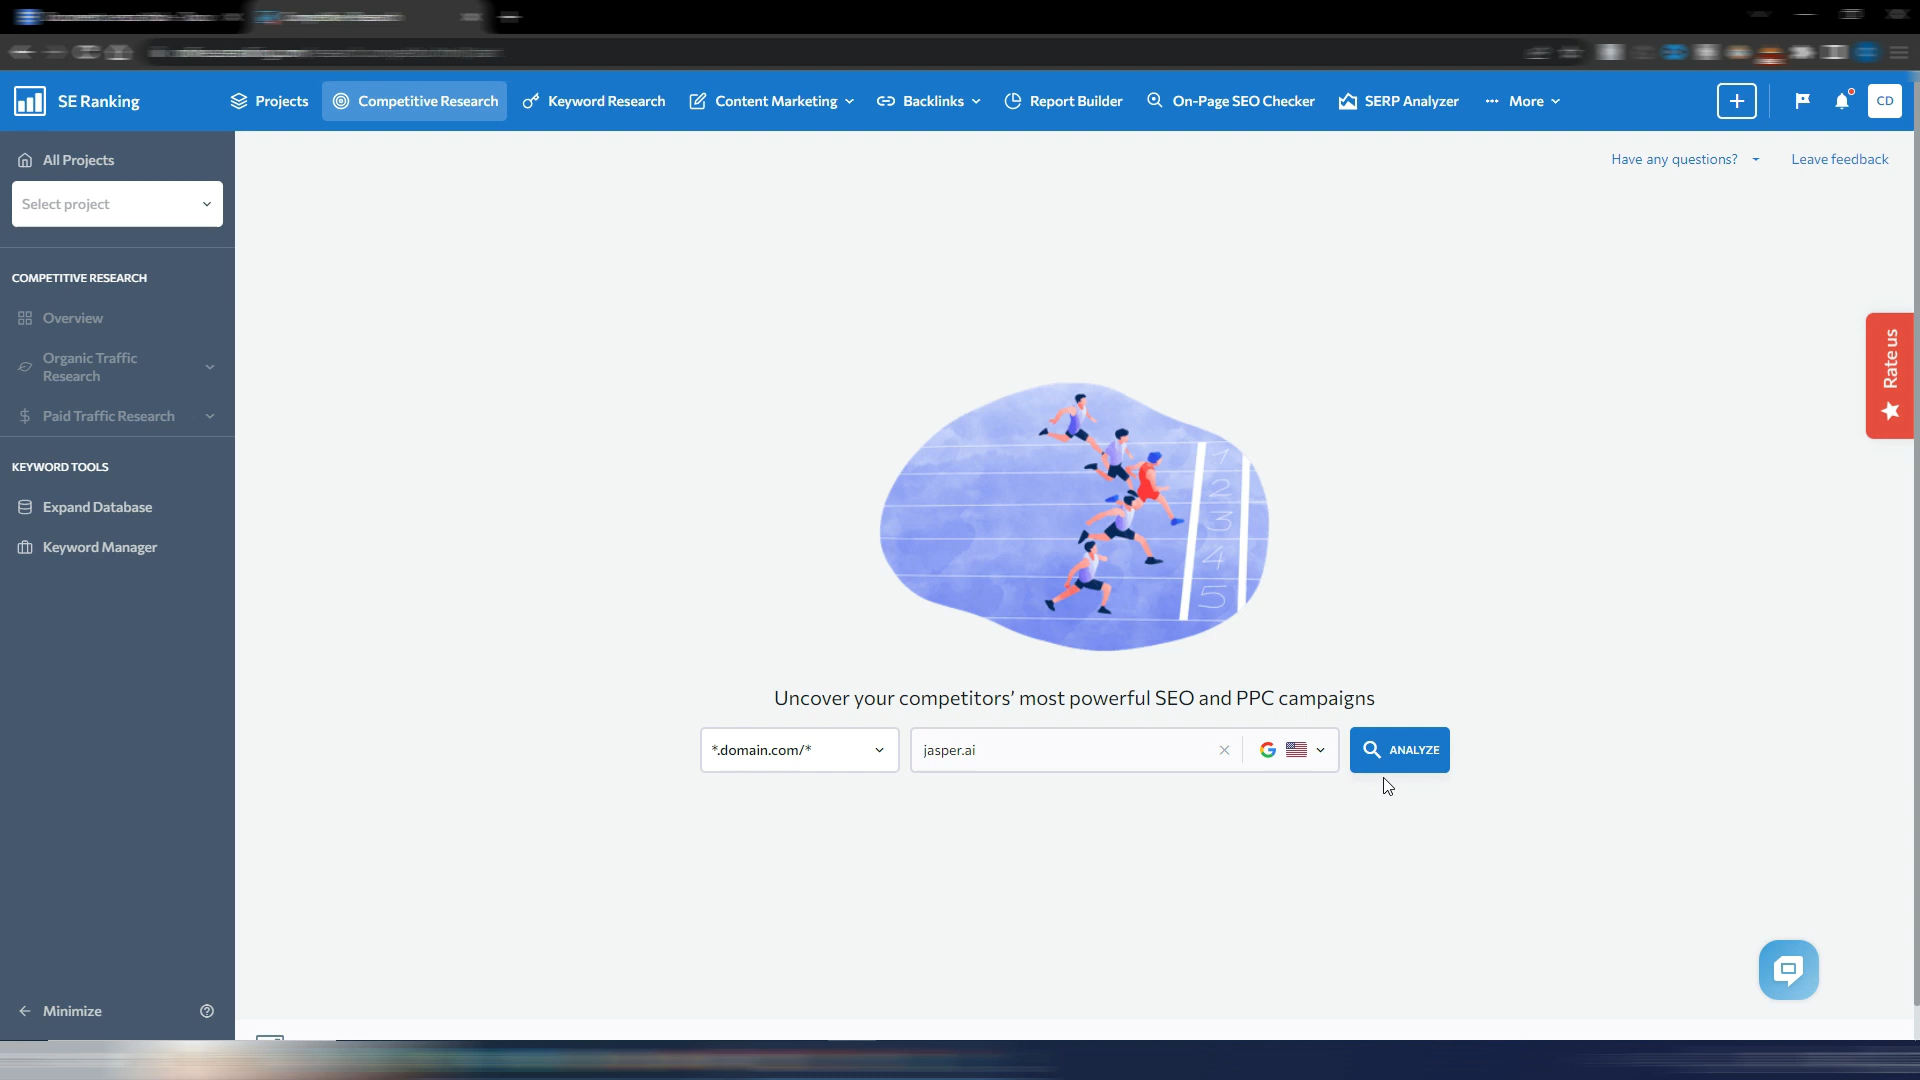 SE Ranking
Projects
Competitive Research
Keyword Research
Content Marketing
Backlinks
Report Builder
On-Page SEO Checker
SERP Analyzer
More
CD
All Projects
Select project
COMPETITIVE RESEARCH
Overview
Organic Traffic
Research
Paid Traffic Research
KEYWORD TOOLS
Expand Database
Keyword Manager
Minimize
Have any questions?
Leave feedback
Rate us
1
2
3
4
5
Uncover your competitors’ most powerful SEO and PPC campaigns
*.domain.com/*
jasper.ai
ANALYZE